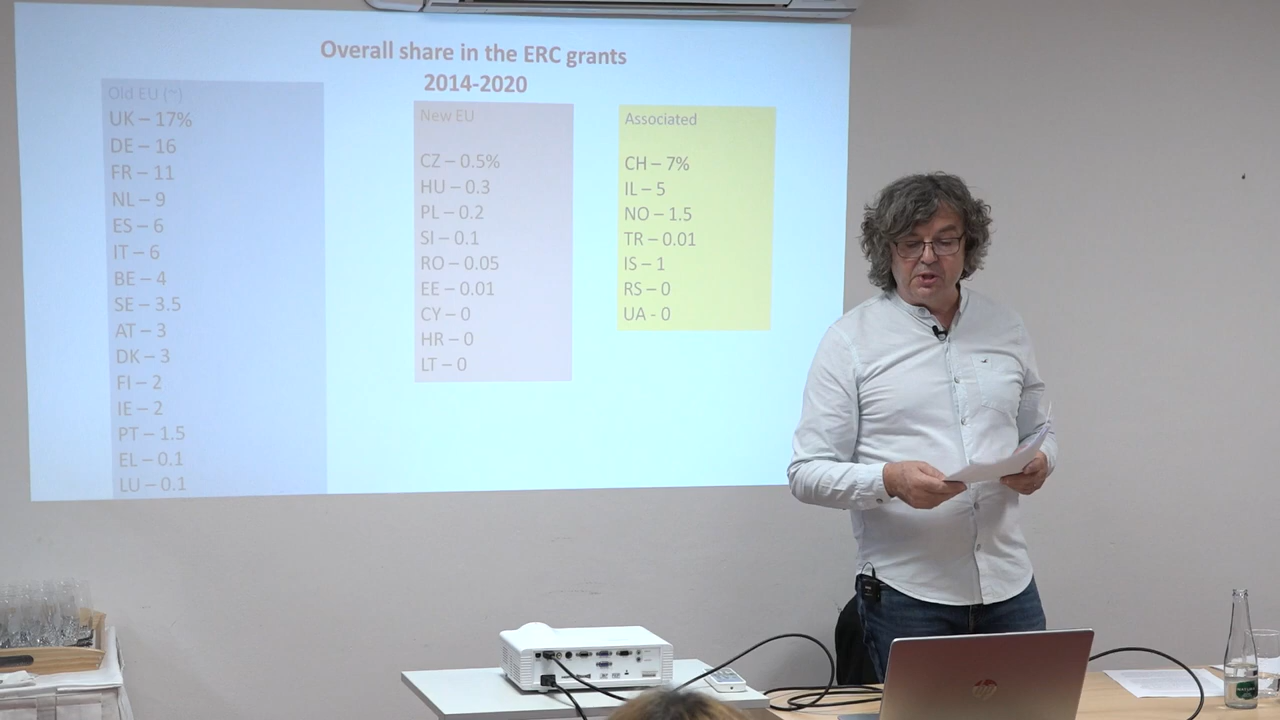 Overall share in the ERC grants
2014-2020
Old EU (~)
UK – 17%
DE – 16
FR – 11
NL – 9
ES – 6
IT – 6
BE – 4
SE – 3.5
AT – 3
DK – 3
FI – 2
IE – 2
PT – 1.5
EL – 0.1
LU – 0.1
New EU
CZ – 0.5%
HU – 0.3
PL – 0.2
SI – 0.1
RO – 0.05
EE – 0.01
CY – 0
HR – 0
LT – 0
Associated
CH – 7%
IL – 5
NO – 1.5
TR – 0.01
IS – 1
RS – 0
UA - 0
hp